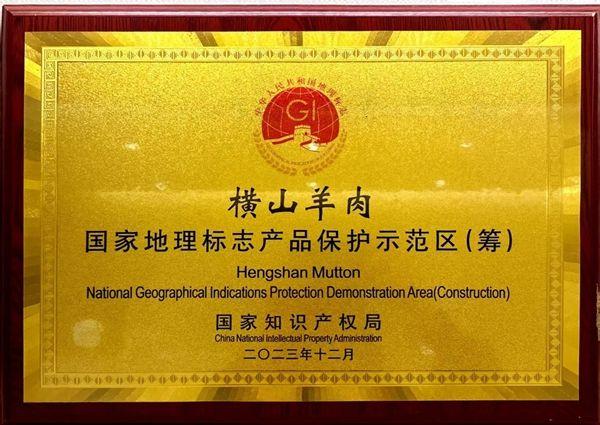 中华人民共和国地理标志
GI
横山羊肉
国家地理标志产品保护示范区(筹)
Hengshan Mutton
National Geographical Indications Protection Demonstration Area(Construction)
国家知识产权局
China National Intellectual Property Administration
二〇二三年十二月